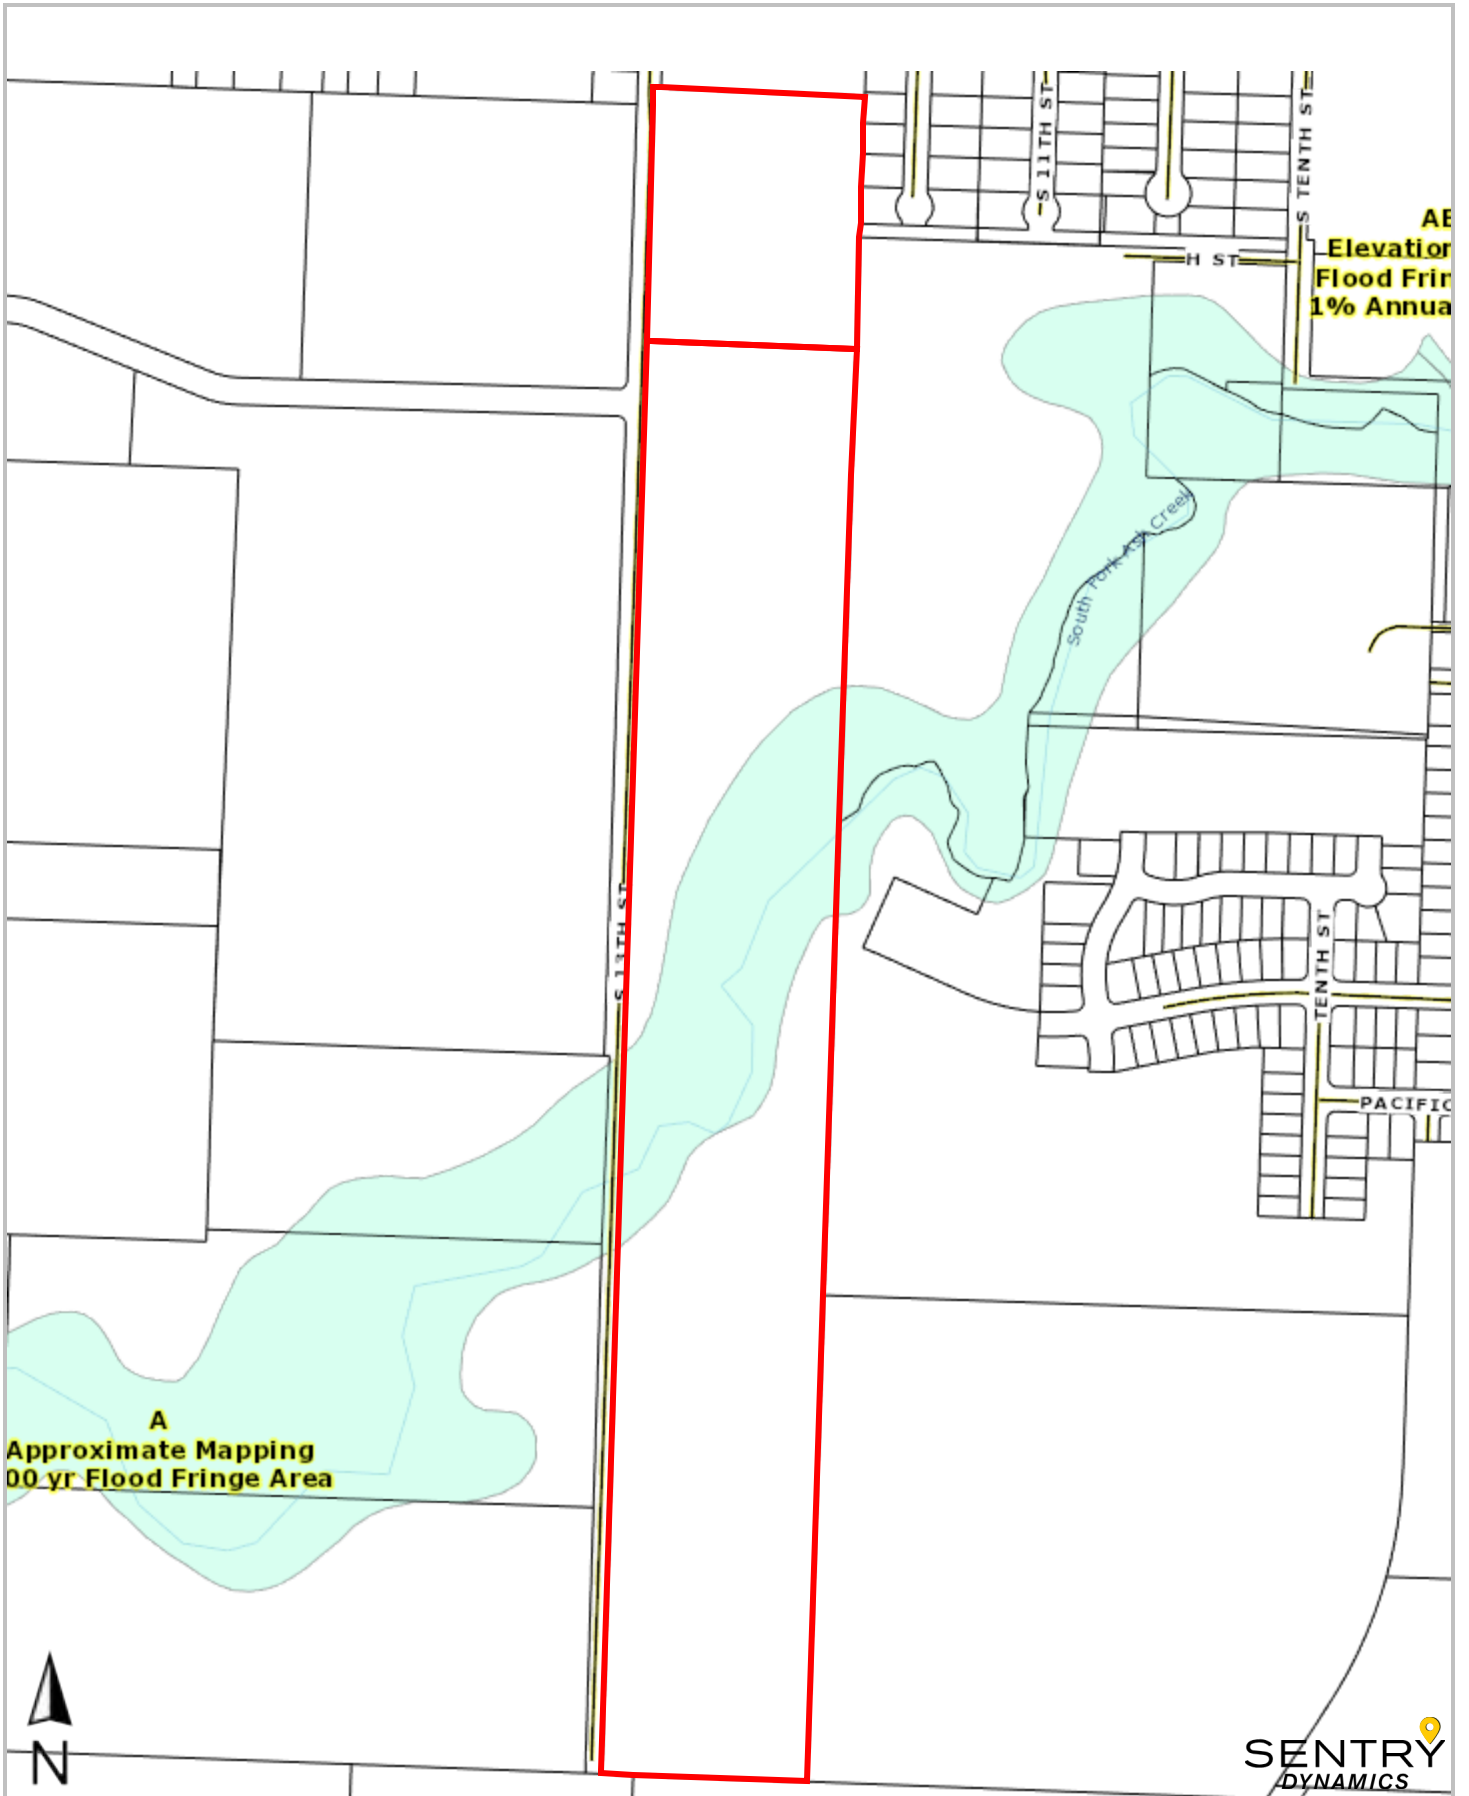 S 11TH ST
S TENTH ST
AE
Elevation
Flood Frin
1% Annua
H ST
South Fork Ash Creek
S 13TH ST
TENTH ST
PACIFIC
A
Approximate Mapping
00 yr Flood Fringe Area
N
SENTRY
DYNAMICS